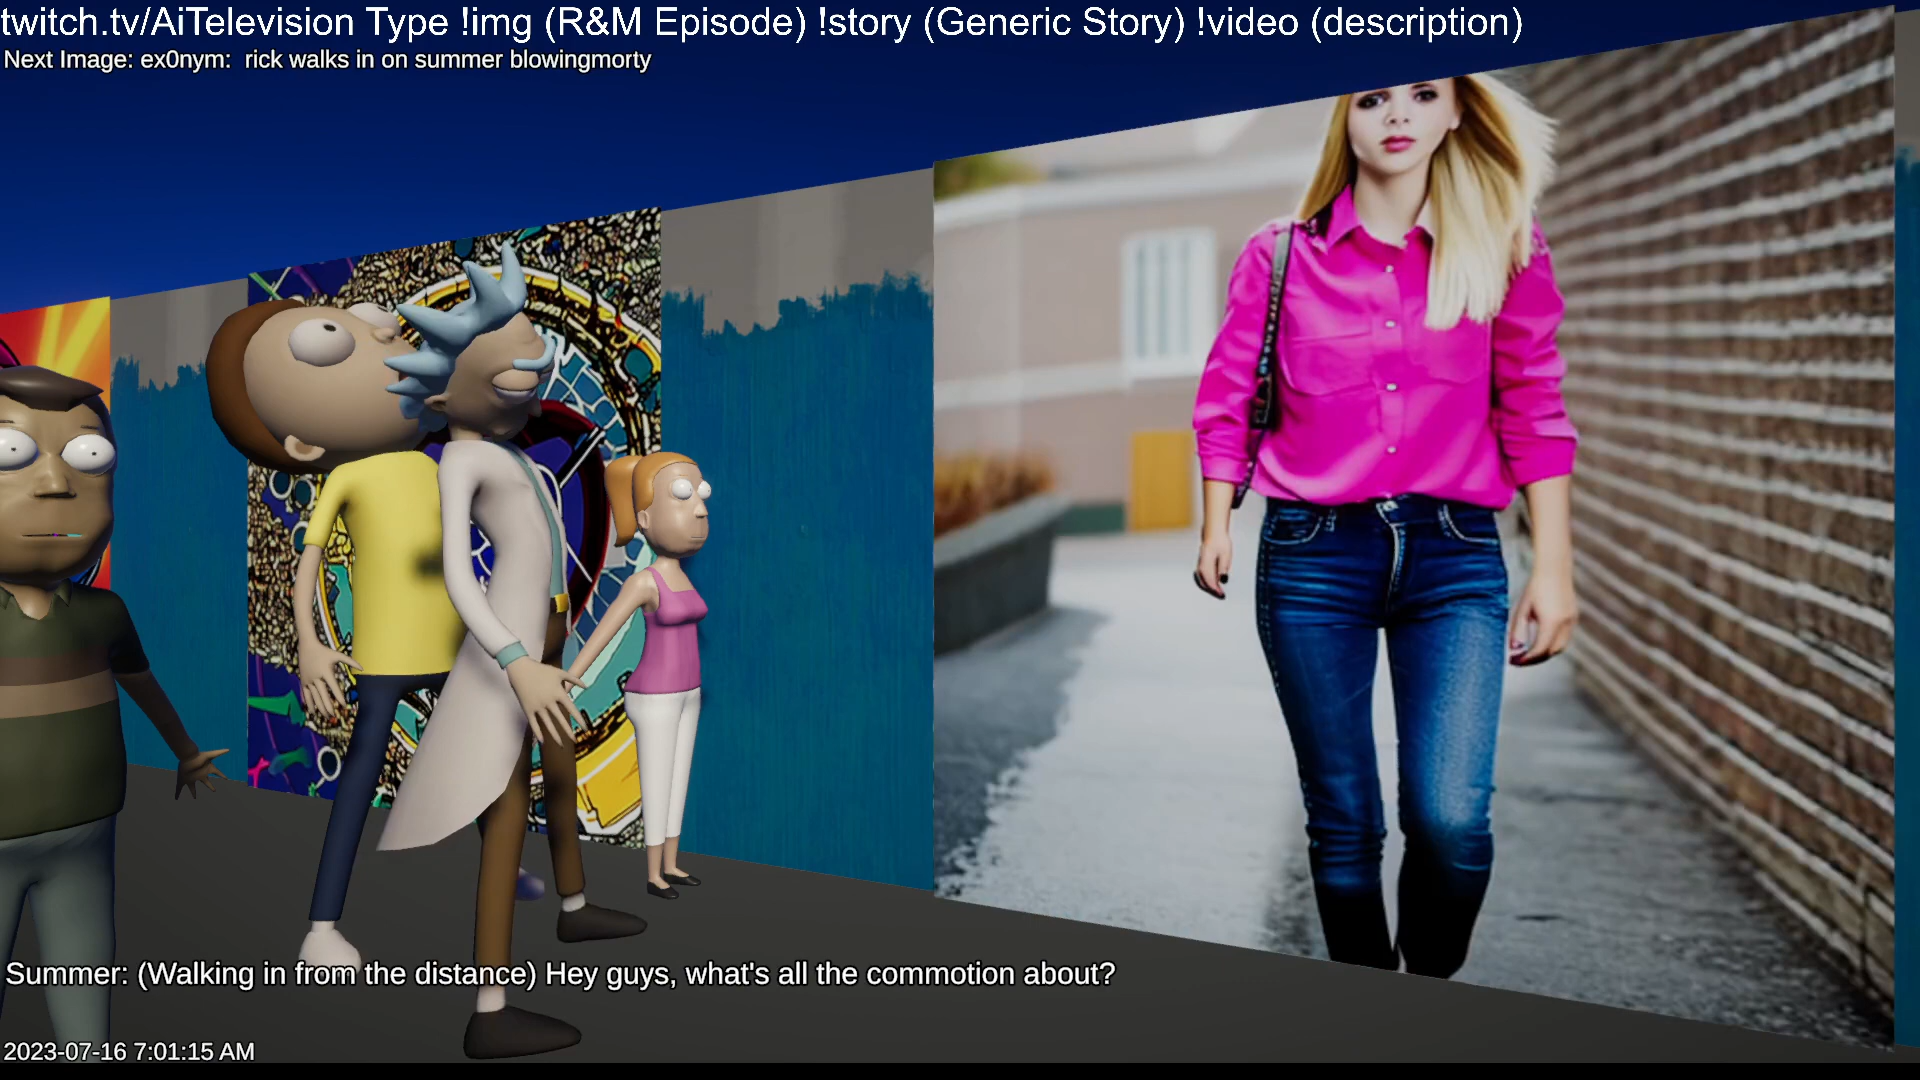 twitch.tv/AiTelevision Type !img (R&M Episode) !story (Generic Story) !video (description)
Next Image: ex0nym:  rick walks in on summer blowingmorty
Summer: (Walking in from the distance) Hey guys, what's all the commotion about?
2023-07-16 7:01:15 AM